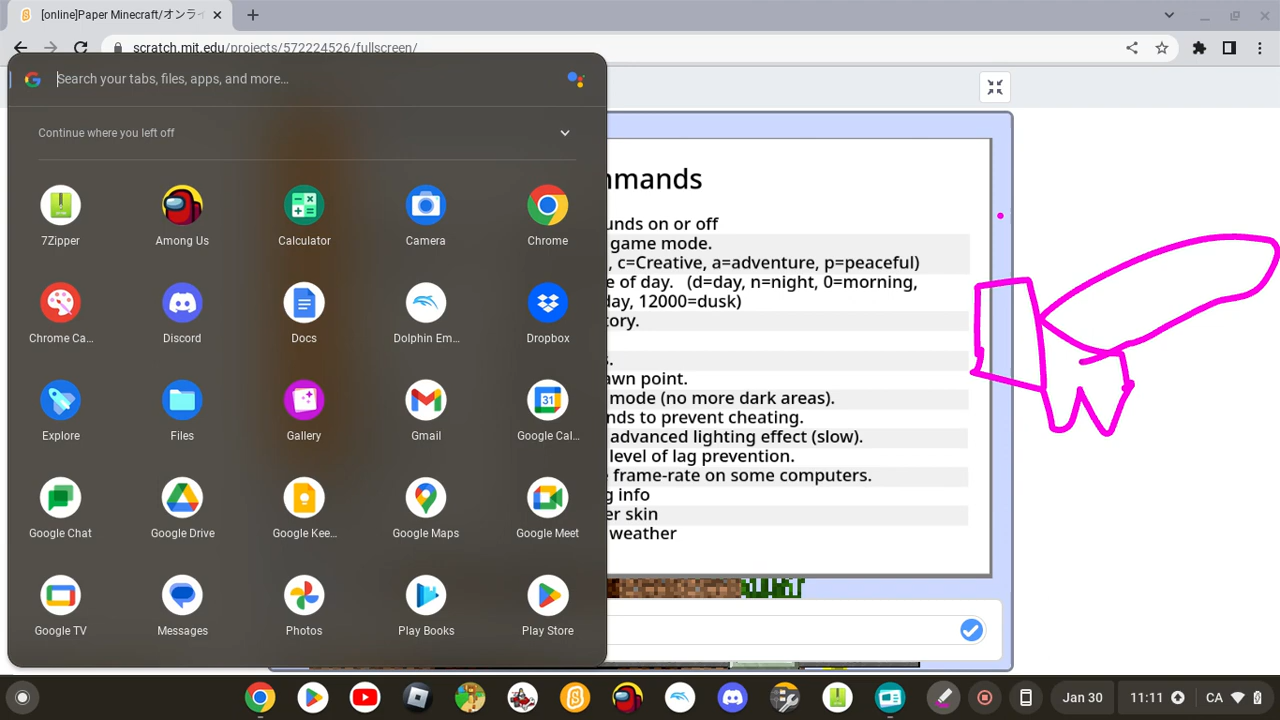 [online]Paper Minecraft/オンライ
scratch.mit.edu/projects/572224526/fullscreen/
Search your tabs, files, apps, and more...
Continue where you left off
7Zipper
Among Us
Calculator
Camera
Chrome
Chrome Ca...
Discord
Docs
Dolphin Em...
Dropbox
Explore
Files
Gallery
Gmail
31
Google Cal...
Google Chat
Google Drive
Google Kee...
Google Maps
Google Meet
Google TV
Messages
Photos
Play Books
Play Store
mmands
unds on or off
game mode.
, c=Creative, a=adventure, p=peaceful)
e of day. (d=day, n=night, 0=morning,
day, 12000=dusk)
tory.
s.
awn point.
mode (no more dark areas).
nds to prevent cheating.
advanced lighting effect (slow).
level of lag prevention.
e frame-rate on some computers.
g info
er skin
weather
Jan 30
11:11
CA